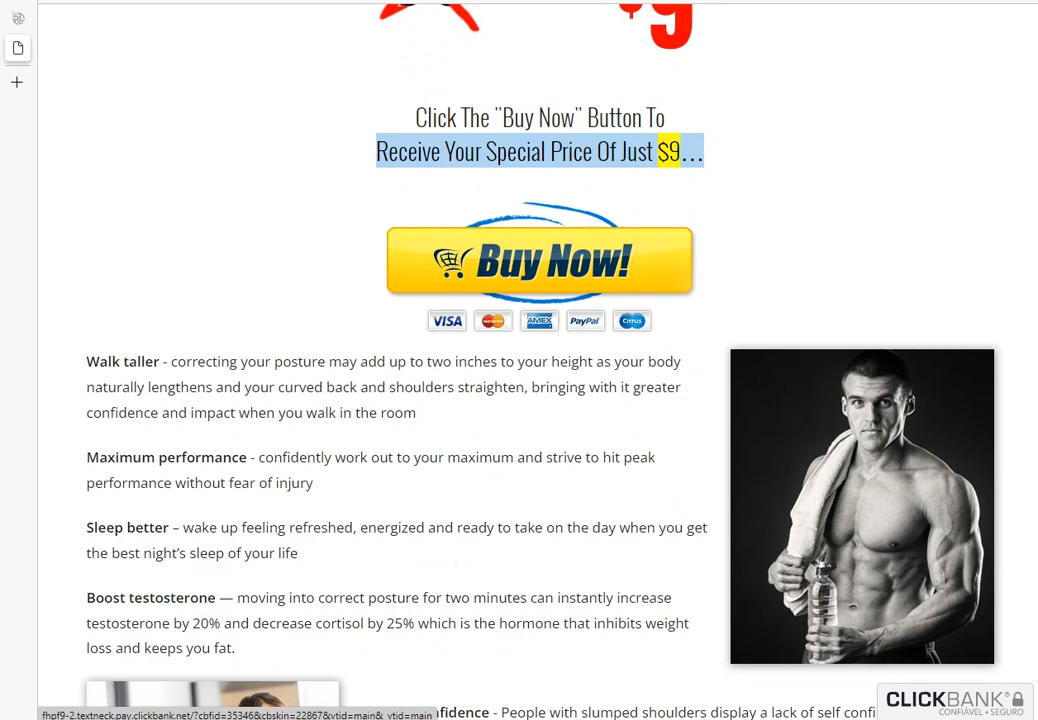 $9
Click The "Buy Now" Button To
Receive Your Special Price Of Just $9...
Buy Now!
VISA MasterCard AMEX PayPal Cirrus
Walk taller - correcting your posture may add up to two inches to your height as your body
naturally lengthens and your curved back and shoulders straighten, bringing with it greater
confidence and impact when you walk in the room
Maximum performance - confidently work out to your maximum and strive to hit peak
performance without fear of injury
Sleep better – wake up feeling refreshed, energized and ready to take on the day when you get
the best night’s sleep of your life
Boost testosterone — moving into correct posture for two minutes can instantly increase
testosterone by 20% and decrease cortisol by 25% which is the hormone that inhibits weight
loss and keeps you fat.
fidence - People with slumped shoulders display a lack of self confi
CLICKBANK
CONFIÁVEL • SEGURO
fhpf9-2.textneck.pay.clickbank.net/?cbfid=35346&cbskin=22867&vtid=main&_vtid=main